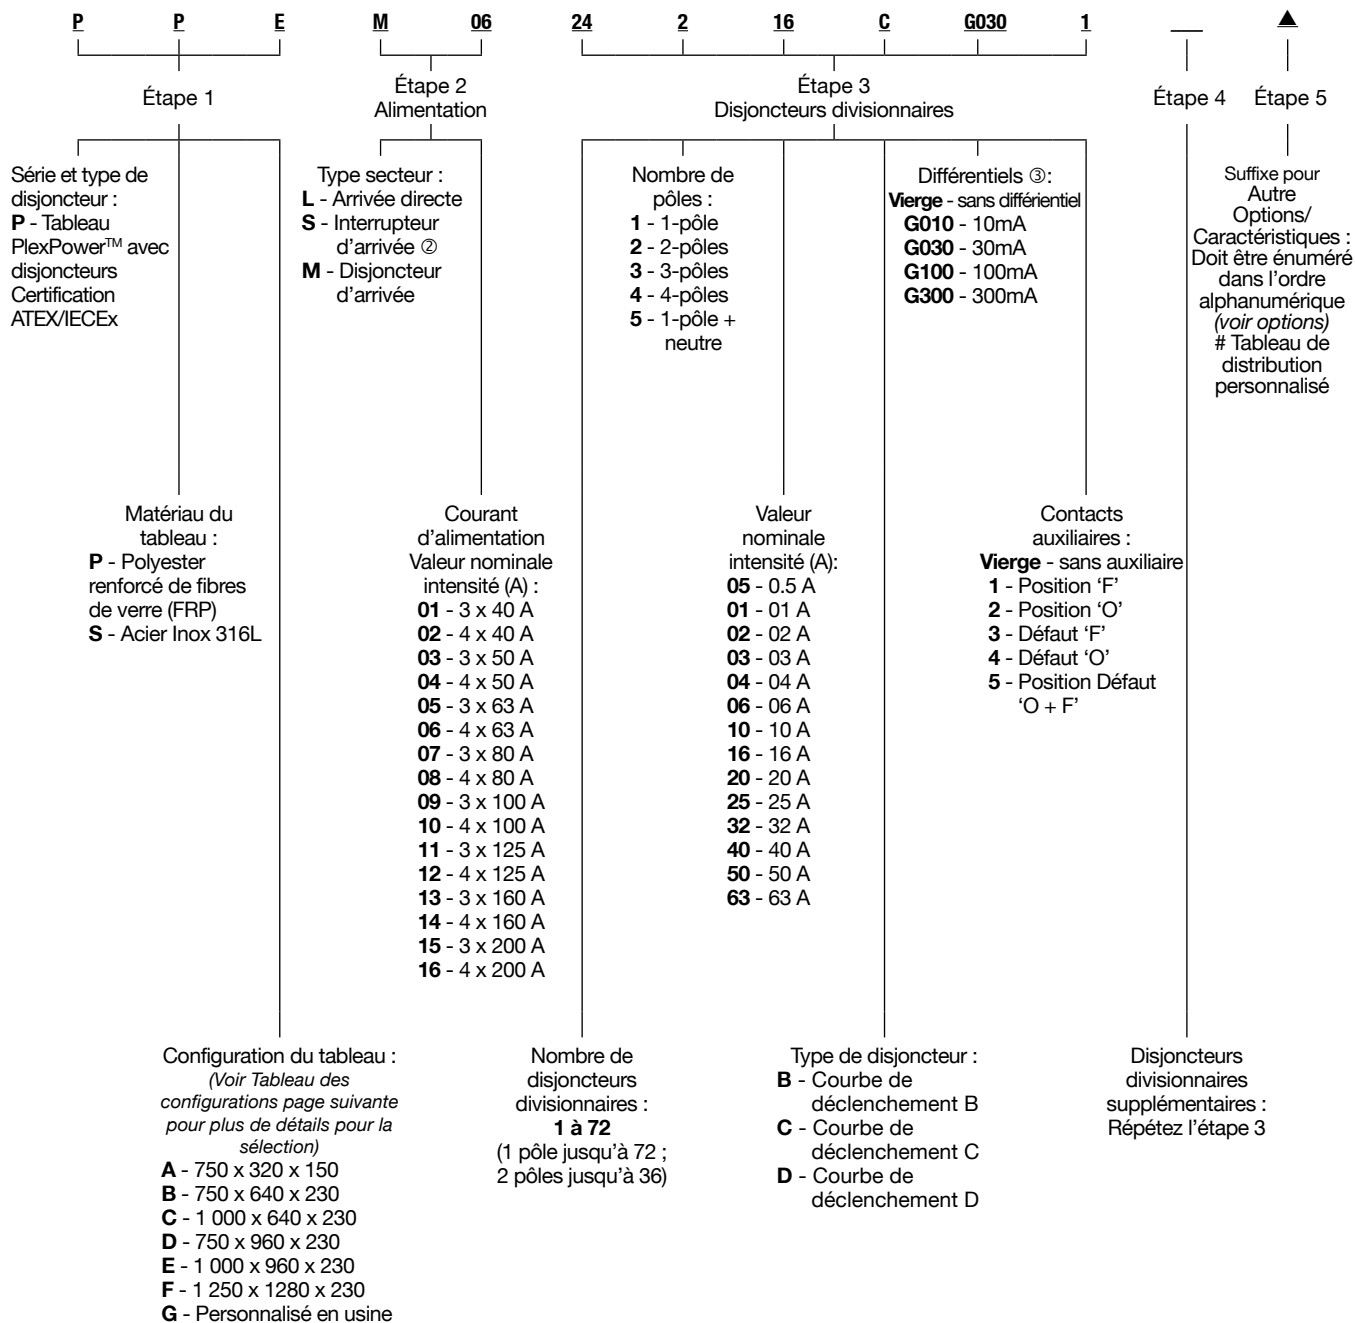 P P E M 06 24 2 16 C G030 1 __ ▲
Étape 1
Étape 2
Alimentation
Étape 3
Disjoncteurs divisionnaires
Étape 4
Étape 5
Série et type de
disjoncteur :
P - Tableau
PlexPower™ avec
disjoncteurs
Certification
ATEX/IECEx
Type secteur :
L - Arrivée directe
S - Interrupteur
d'arrivée ②
M - Disjoncteur
d'arrivée
Nombre de
pôles :
1 - 1-pôle
2 - 2-pôles
3 - 3-pôles
4 - 4-pôles
5 - 1-pôle +
neutre
Différentiels ③:
Vierge - sans différientiel
G010 - 10mA
G030 - 30mA
G100 - 100mA
G300 - 300mA
Suffixe pour
Autre
Options/
Caractéristiques :
Doit être énuméré
dans l'ordre
alphanumérique
(voir options)
# Tableau de
distribution
personnalisé
Matériau du
tableau :
P - Polyester
renforcé de fibres
de verre (FRP)
S - Acier Inox 316L
Courant
d'alimentation
Valeur nominale
intensité (A) :
01 - 3 x 40 A
02 - 4 x 40 A
03 - 3 x 50 A
04 - 4 x 50 A
05 - 3 x 63 A
06 - 4 x 63 A
07 - 3 x 80 A
08 - 4 x 80 A
09 - 3 x 100 A
10 - 4 x 100 A
11 - 3 x 125 A
12 - 4 x 125 A
13 - 3 x 160 A
14 - 4 x 160 A
15 - 3 x 200 A
16 - 4 x 200 A
Valeur
nominale
intensité (A):
05 - 0.5 A
01 - 01 A
02 - 02 A
03 - 03 A
04 - 04 A
06 - 06 A
10 - 10 A
16 - 16 A
20 - 20 A
25 - 25 A
32 - 32 A
40 - 40 A
50 - 50 A
63 - 63 A
Contacts
auxiliaires :
Vierge - sans auxiliaire
1 - Position 'F'
2 - Position 'O'
3 - Défaut 'F'
4 - Défaut 'O'
5 - Position Défaut
'O + F'
Configuration du tableau :
(Voir Tableau des
configurations page suivante
pour plus de détails pour la
sélection)
A - 750 x 320 x 150
B - 750 x 640 x 230
C - 1 000 x 640 x 230
D - 750 x 960 x 230
E - 1 000 x 960 x 230
F - 1 250 x 1280 x 230
G - Personnalisé en usine
Nombre de
disjoncteurs
divisionnaires :
1 à 72
(1 pôle jusqu'à 72 ;
2 pôles jusqu'à 36)
Type de disjoncteur :
B - Courbe de
déclenchement B
C - Courbe de
déclenchement C
D - Courbe de
déclenchement D
Disjoncteurs
divisionnaires
supplémentaires :
Répétez l'étape 3